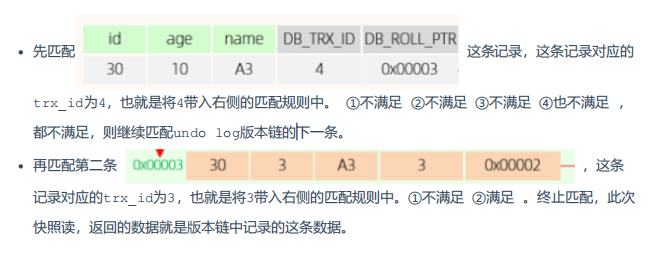 id age name DB_TRX_ID DB_ROLL_PTR
• 先匹配 30 10 A3 4 0x00003 这条记录，这条记录对应的
trx_id为4，也就是将4带入右侧的匹配规则中。 ①不满足 ②不满足 ③不满足 ④也不满足 ，
都不满足，则继续匹配undo log版本链的下一条。
• 再匹配第二条 0x00003 30 3 A3 3 0x00002 ，这条
记录对应的trx_id为3，也就是将3带入右侧的匹配规则中。①不满足 ②满足 。终止匹配，此次
快照读，返回的数据就是版本链中记录的这条数据。